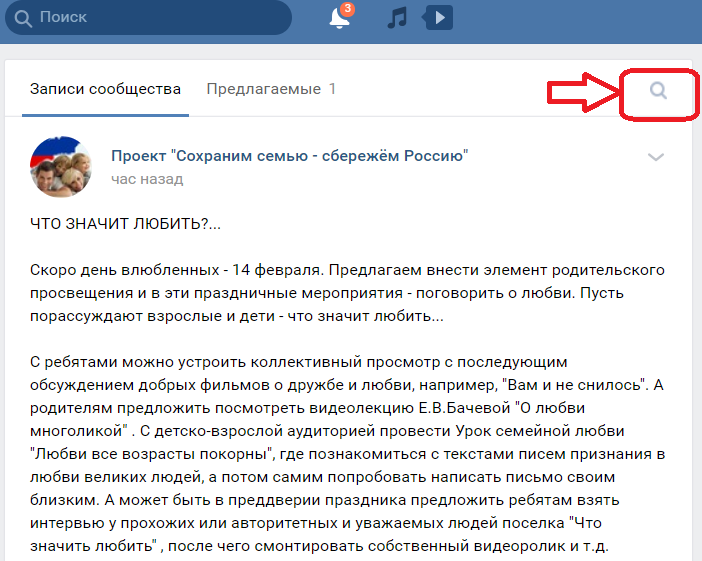 Поиск
3
Записи сообщества Предлагаемые 1
Проект "Сохраним семью - сбережём Россию"
час назад
ЧТО ЗНАЧИТ ЛЮБИТЬ?...
Скоро день влюбленных - 14 февраля. Предлагаем внести элемент родительского
просвещения и в эти праздничные мероприятия - поговорить о любви. Пусть
порассуждают взрослые и дети - что значит любить...
С ребятами можно устроить коллективный просмотр с последующим
обсуждением добрых фильмов о дружбе и любви, например, "Вам и не снилось". А
родителям предложить посмотреть видеолекцию Е.В.Бачевой "О любви
многоликой" . С детско-взрослой аудиторией провести Урок семейной любви
"Любви все возрасты покорны", где познакомиться с текстами писем признания в
любви великих людей, а потом самим попробовать написать письмо своим
близким. А может быть в преддверии праздника предложить ребятам взять
интервью у прохожих или авторитетных и уважаемых людей поселка "Что
значить любить" , после чего смонтировать собственный видеоролик и т.д.